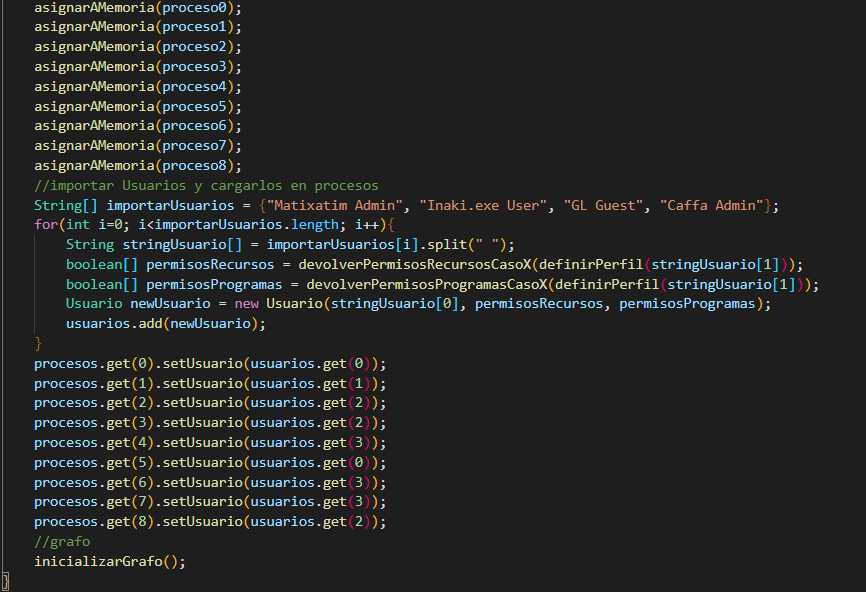 asignarAMemoria(proceso0);
asignarAMemoria(proceso1);
asignarAMemoria(proceso2);
asignarAMemoria(proceso3);
asignarAMemoria(proceso4);
asignarAMemoria(proceso5);
asignarAMemoria(proceso6);
asignarAMemoria(proceso7);
asignarAMemoria(proceso8);
//importar Usuarios y cargarlos en procesos
String[] importarUsuarios = {"Matixatim Admin", "Inaki.exe User", "GL Guest", "Caffa Admin"};
for(int i=0; i<importarUsuarios.length; i++){
String stringUsuario[] = importarUsuarios[i].split(" ");
boolean[] permisosRecursos = devolverPermisosRecursosCasoX(definirPerfil(stringUsuario[1]));
boolean[] permisosProgramas = devolverPermisosProgramasCasoX(definirPerfil(stringUsuario[1]));
Usuario newUsuario = new Usuario(stringUsuario[0], permisosRecursos, permisosProgramas);
usuarios.add(newUsuario);
}
procesos.get(0).setUsuario(usuarios.get(0));
procesos.get(1).setUsuario(usuarios.get(1));
procesos.get(2).setUsuario(usuarios.get(2));
procesos.get(3).setUsuario(usuarios.get(2));
procesos.get(4).setUsuario(usuarios.get(3));
procesos.get(5).setUsuario(usuarios.get(0));
procesos.get(6).setUsuario(usuarios.get(3));
procesos.get(7).setUsuario(usuarios.get(3));
procesos.get(8).setUsuario(usuarios.get(2));
//grafo
inicializarGrafo();
}